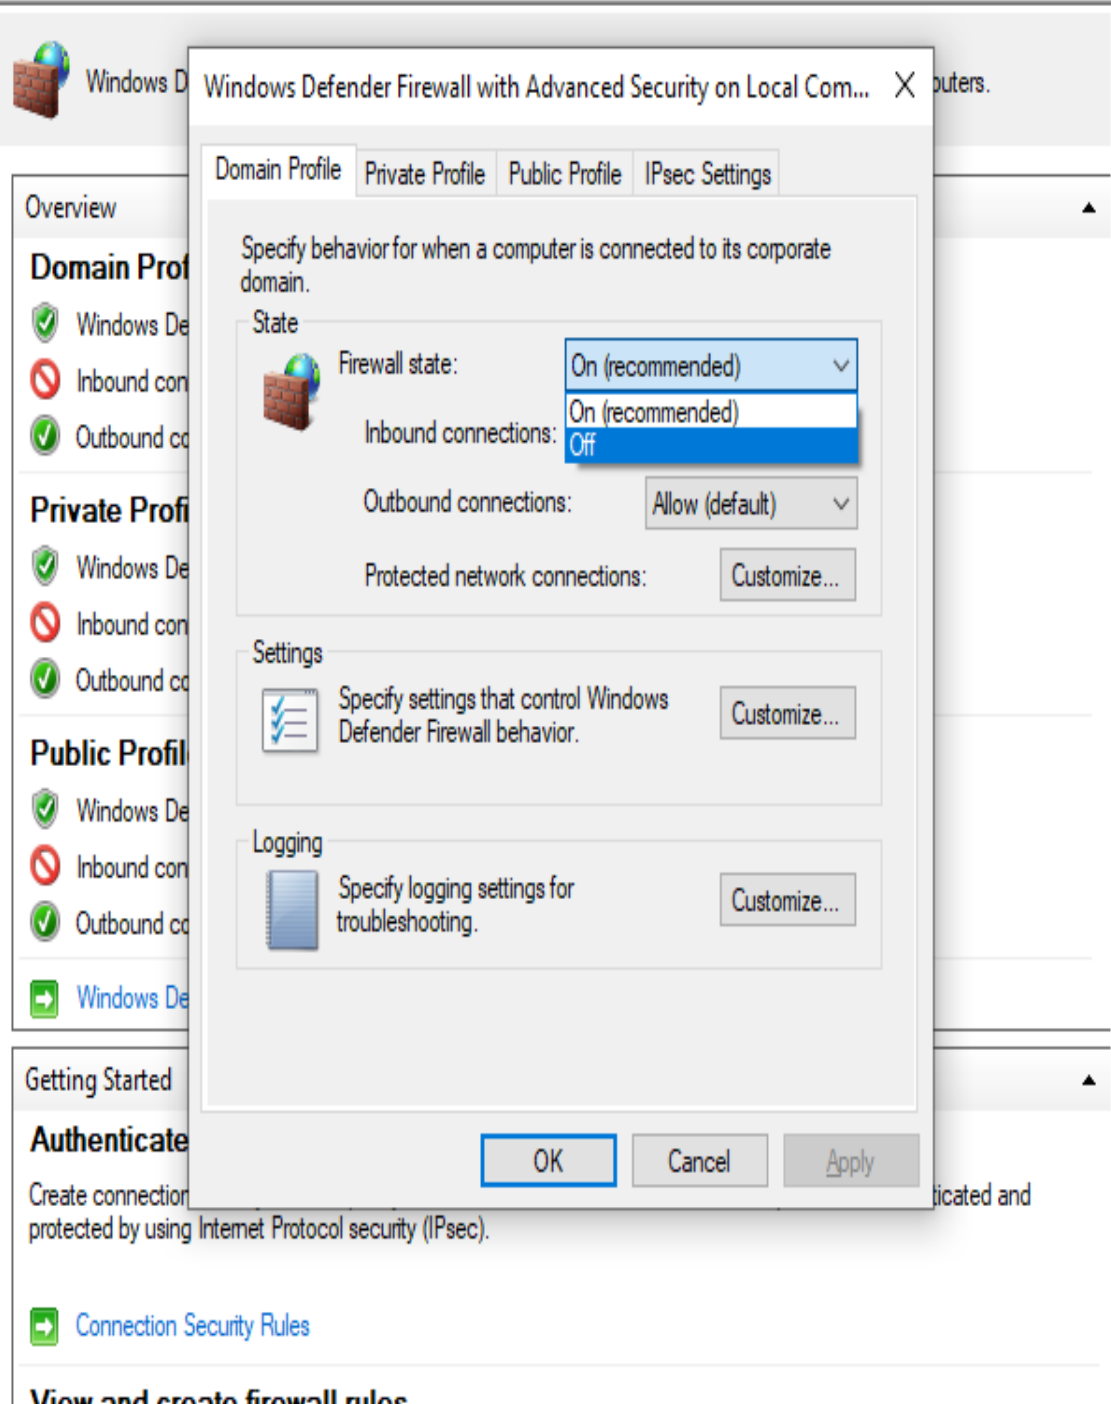 Windows D
outers.
Windows Defender Firewall with Advanced Security on Local Com...
Domain Profile
Private Profile
Public Profile
IPsec Settings
Specify behavior for when a computer is connected to its corporate
domain.
State
Firewall state:
On (recommended)
On (recommended)
Off
Inbound connections:
Outbound connections:
Allow (default)
Protected network connections:
Customize...
Settings
Specify settings that control Windows
Defender Firewall behavior.
Customize...
Logging
Specify logging settings for
troubleshooting.
Customize...
OK
Cancel
Apply
Overview
Domain Prof
Windows De
Inbound con
Outbound co
Private Profi
Windows De
Inbound con
Outbound co
Public Profil
Windows De
Inbound con
Outbound co
Windows De
Getting Started
Authenticate
Create connection
ticated and
protected by using Internet Protocol security (IPsec).
Connection Security Rules
View and create firewall rules